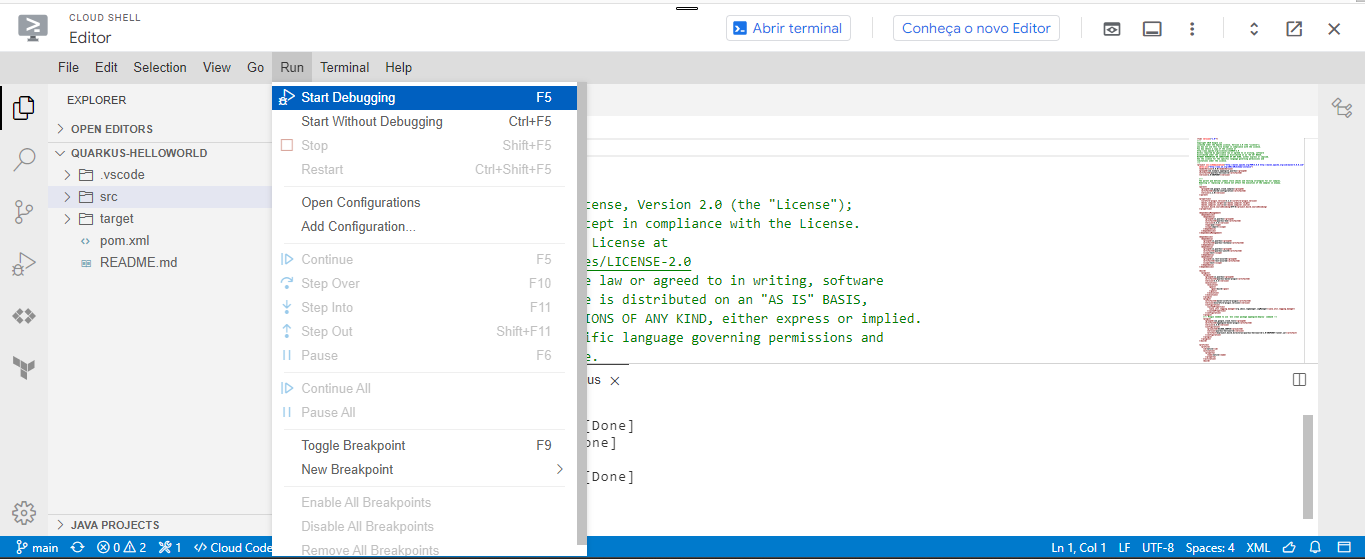 CLOUD SHELL
Editor
Abrir terminal
Conheça o novo Editor
File Edit Selection View Go Run Terminal Help
EXPLORER
OPEN EDITORS
QUARKUS-HELLOWORLD
.vscode
src
target
pom.xml
README.md
JAVA PROJECTS
Start Debugging F5
Start Without Debugging Ctrl+F5
Stop Shift+F5
Restart Ctrl+Shift+F5
Open Configurations
Add Configuration...
Continue F5
Step Over F10
Step Into F11
Step Out Shift+F11
Pause F6
Continue All
Pause All
Toggle Breakpoint F9
New Breakpoint
Enable All Breakpoints
Disable All Breakpoints
Remove All Breakpoints
cense, Version 2.0 (the "License");
cept in compliance with the License.
License at
es/LICENSE-2.0
e law or agreed to in writing, software
e is distributed on an "AS IS" BASIS,
IONS OF ANY KIND, either express or implied.
ific language governing permissions and
e.
us
[Done]
one]
[Done]
main 0 2 1 Cloud Code Ln 1, Col 1 LF UTF-8 Spaces: 4 XML